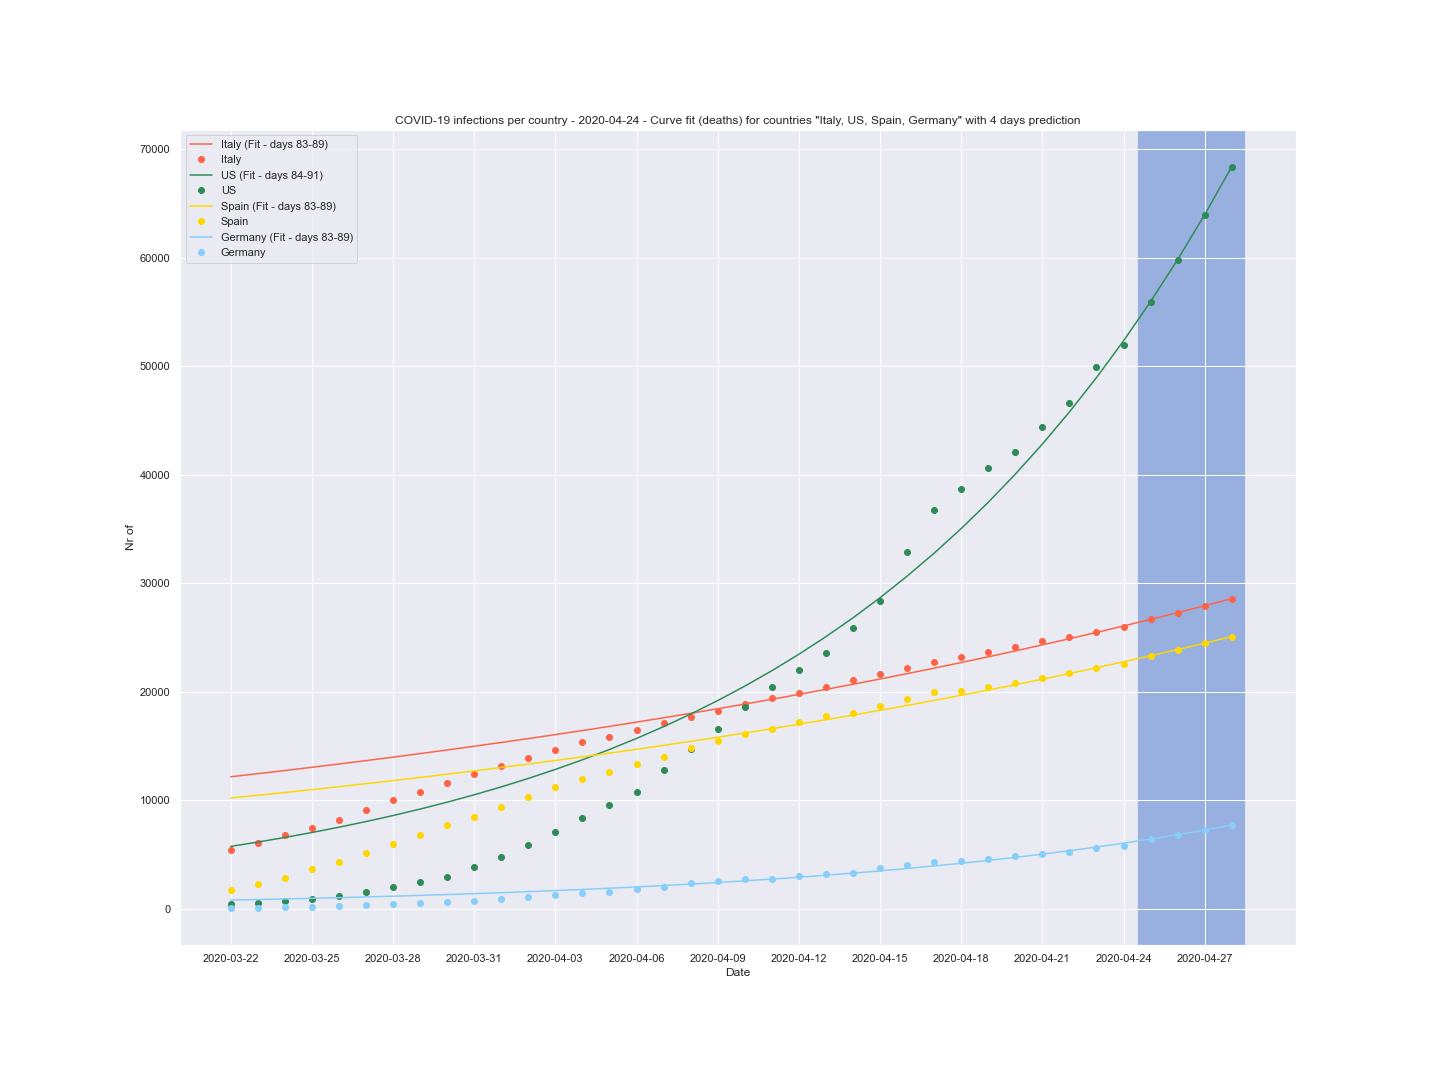 COVID-19 infections per country - 2020-04-24 - Curve fit (deaths) for countries "Italy, US, Spain, Germany" with 4 days prediction
Italy (Fit - days 83-89)
Italy
US (Fit - days 84-91)
US
Spain (Fit - days 83-89)
Spain
Germany (Fit - days 83-89)
Germany
70000
60000
50000
40000
30000
20000
10000
0
Nr of
2020-03-22 2020-03-25 2020-03-28 2020-03-31 2020-04-03 2020-04-06 2020-04-09 2020-04-12 2020-04-15 2020-04-18 2020-04-21 2020-04-24 2020-04-27
Date